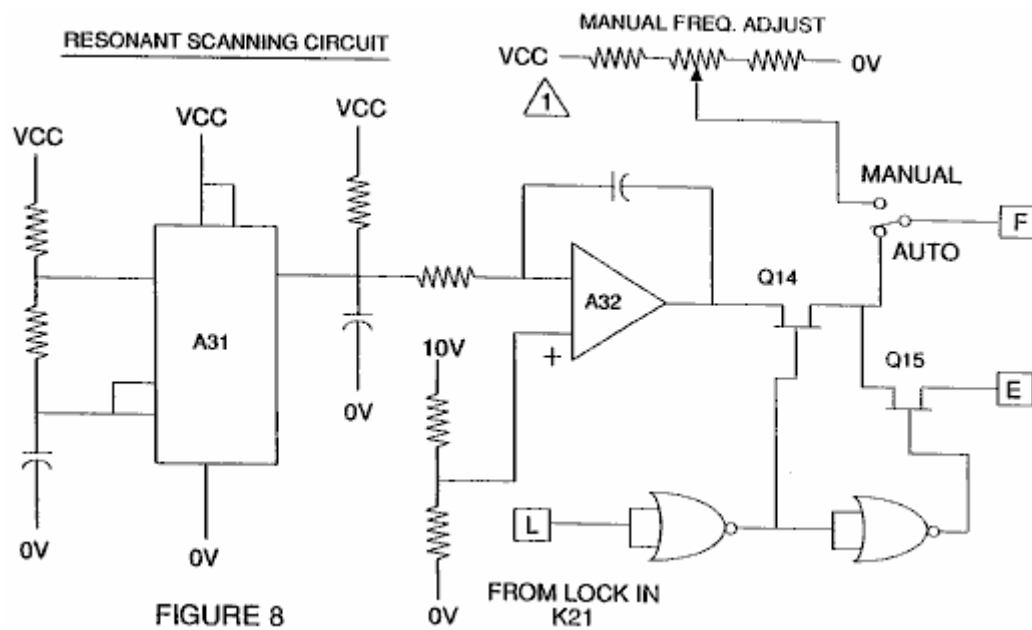 RESONANT SCANNING CIRCUIT
MANUAL FREQ. ADJUST
VCC
0V
1
VCC
VCC
VCC
MANUAL
F
AUTO
A31
A32
Q14
+
10V
Q15
E
0V
L
0V
0V
0V
FROM LOCK IN
K21
FIGURE 8